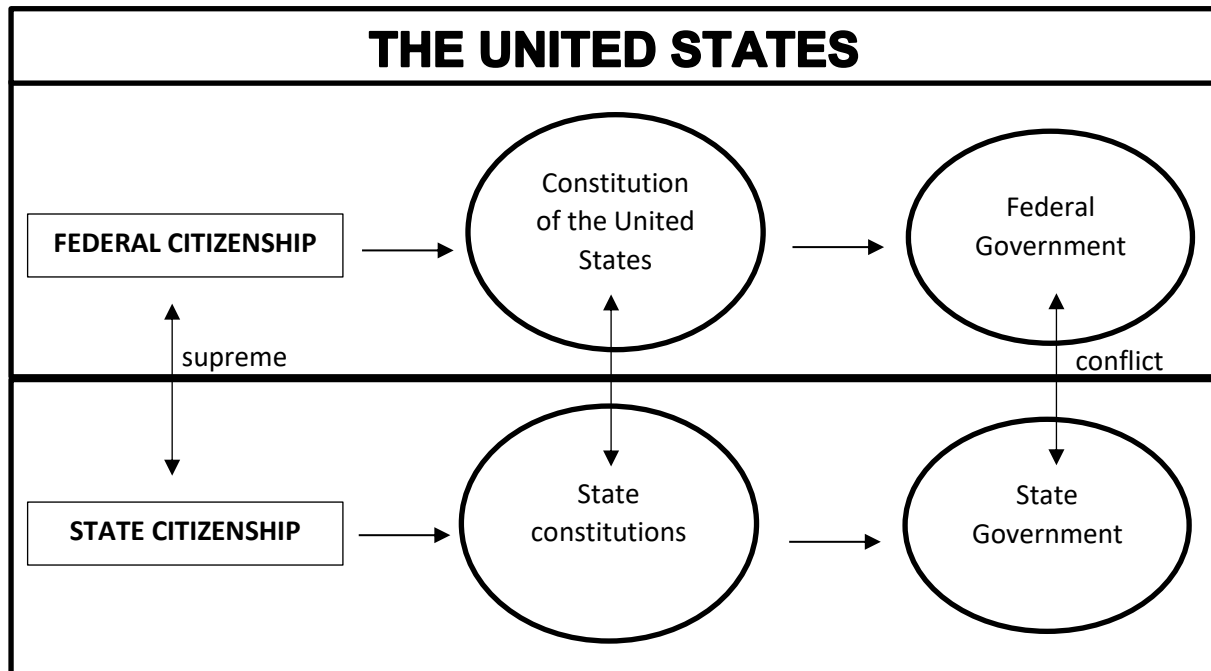 THE UNITED STATES
Constitution
of the United
States
Federal
Government
FEDERAL CITIZENSHIP
supreme
conflict
State
constitutions
State
Government
STATE CITIZENSHIP